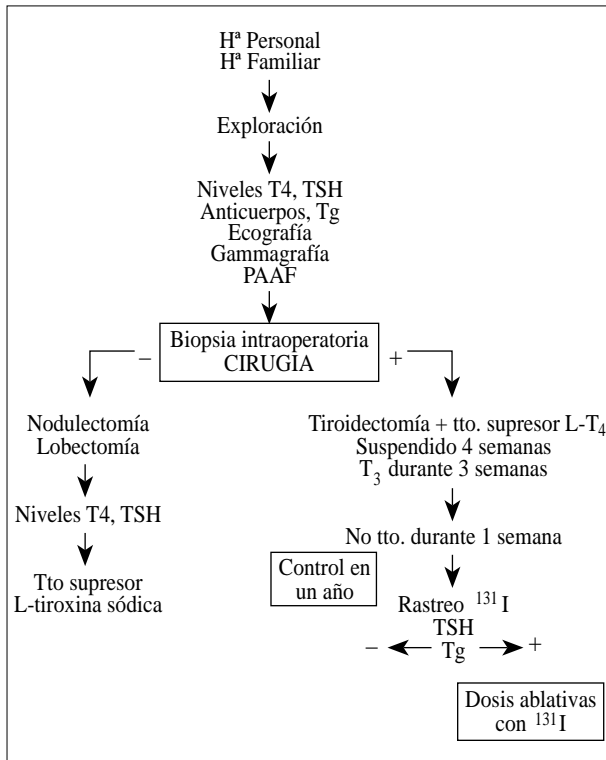 Hª Personal
Hª Familiar
Exploración
Niveles T4, TSH
Anticuerpos, Tg
Ecografía
Gammagrafía
PAAF
Biopsia intraoperatoria
CIRUGIA
–
+
Nodulectomía
Lobectomía
Niveles T4, TSH
Tto supresor
L-tiroxina sódica
Tiroidectomía + tto. supresor L-T4
Suspendido 4 semanas
T3 durante 3 semanas
No tto. durante 1 semana
Control en
un año
Rastreo 131 I
TSH
– Tg +
Dosis ablativas
con 131I